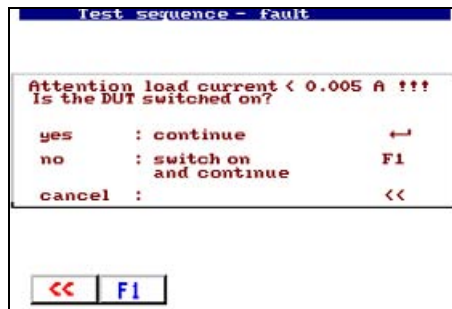 Test sequence - fault
Attention load current < 0.005 A !!!
Is the DUT switched on?
yes : continue ↵
no : switch on F1
and continue
cancel : <<
<< F1